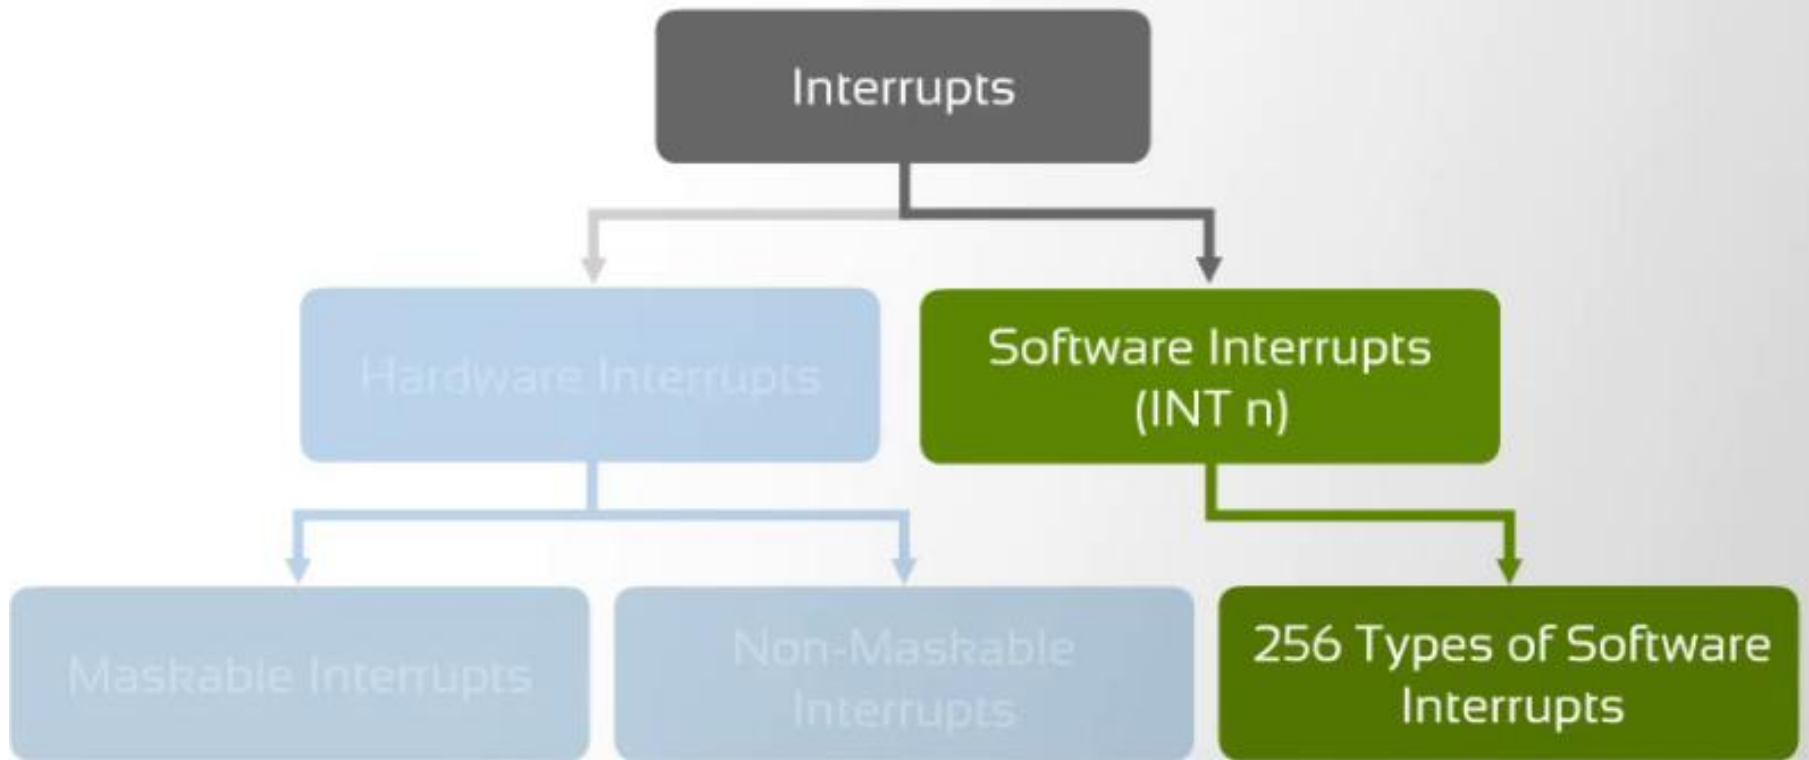 Interrupts
Hardware Interrupts
Software Interrupts
(INT n)
Maskable Interrupts
Non-Maskable
Interrupts
256 Types of Software
Interrupts